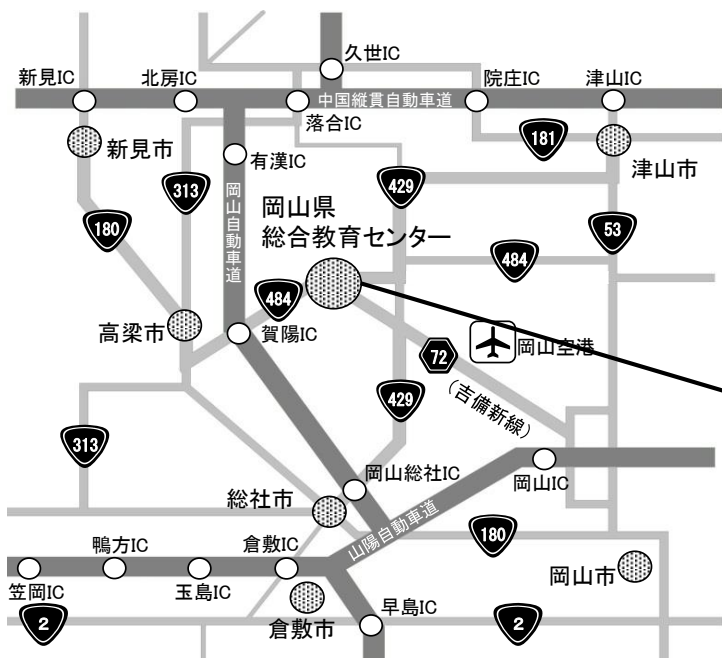 久世IC
新見IC
北房IC
院庄IC
津山IC
中国縦貫自動車道
落合IC
181
新見市
有漢IC
津山市
313
429
岡山自動車道
岡山県
総合教育センター
180
53
484
484
高梁市
賀陽IC
岡山空港
72
(吉備新線)
429
313
岡山総社IC
岡山IC
総社市
山陽自動車道
180
鴨方IC
倉敷IC
岡山市
笠岡IC
玉島IC
倉敷市
早島IC
2
2